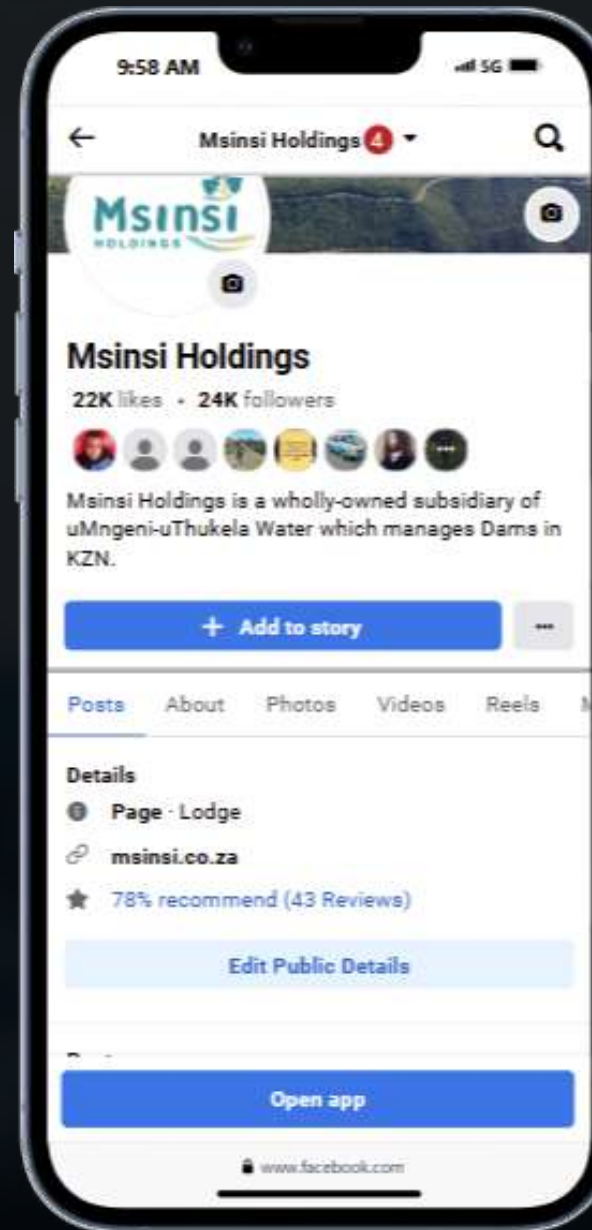 9:58 AM 5G
Msinsi Holdings 4
Msinsi
HOLDINGS
Msinsi Holdings
22K likes • 24K followers
Msinsi Holdings is a wholly-owned subsidiary of
uMngeni-uThukela Water which manages Dams in
KZN.
+ Add to story ...
Posts About Photos Videos Reels M
Details
Page · Lodge
msinsi.co.za
78% recommend (43 Reviews)
Edit Public Details
Open app
www.facebook.com